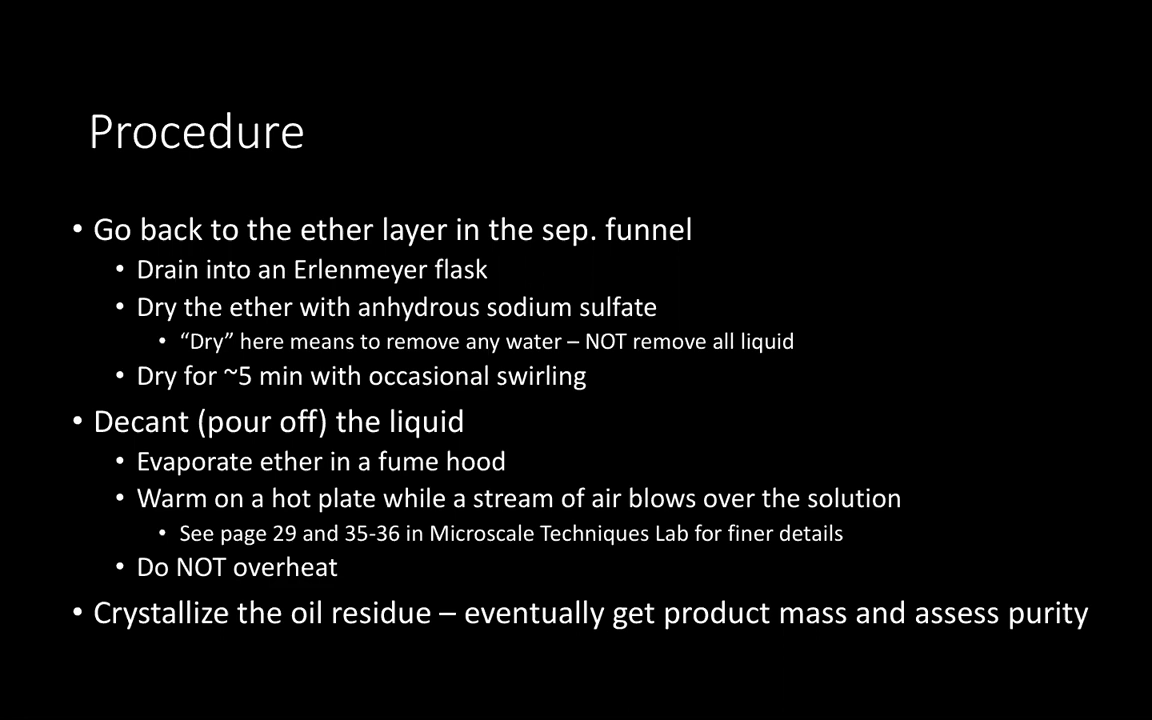 Procedure
• Go back to the ether layer in the sep. funnel
• Drain into an Erlenmeyer flask
• Dry the ether with anhydrous sodium sulfate
• “Dry” here means to remove any water – NOT remove all liquid
• Dry for ~5 min with occasional swirling
• Decant (pour off) the liquid
• Evaporate ether in a fume hood
• Warm on a hot plate while a stream of air blows over the solution
• See page 29 and 35-36 in Microscale Techniques Lab for finer details
• Do NOT overheat
• Crystallize the oil residue – eventually get product mass and assess purity